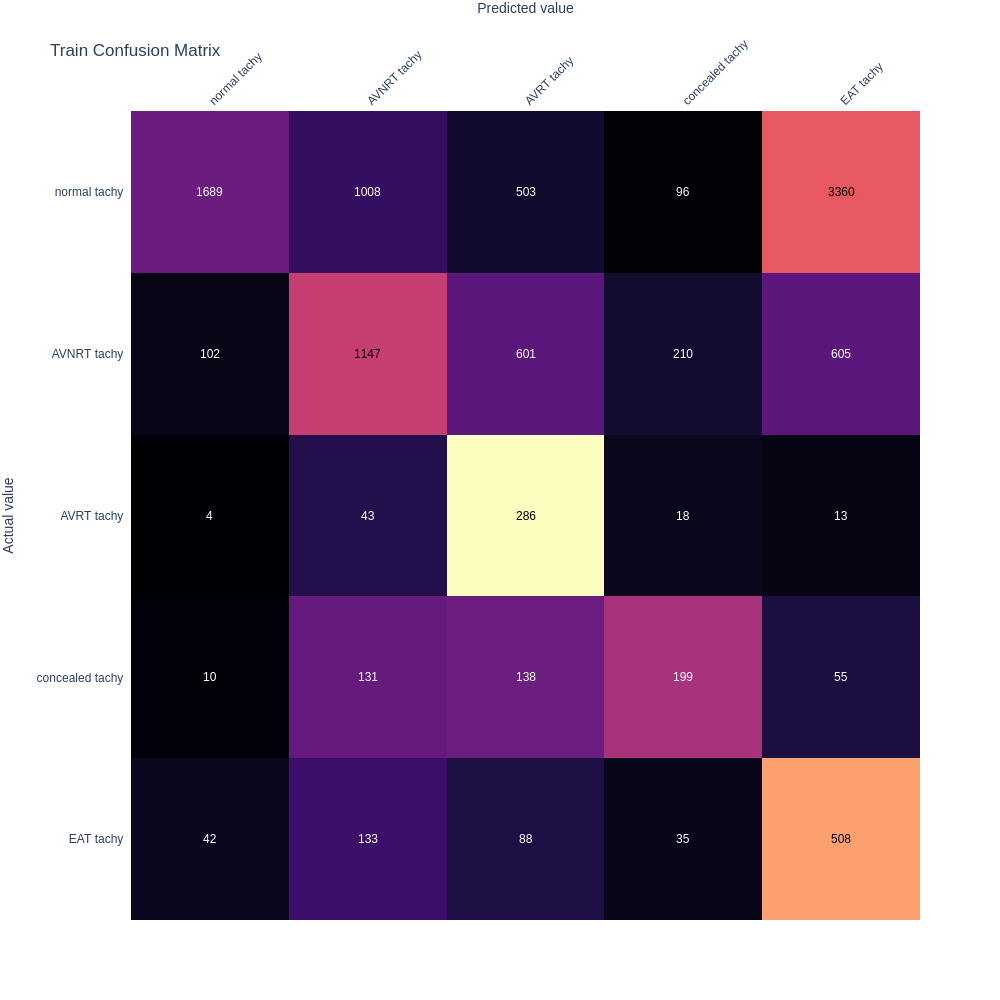 Predicted value
Train Confusion Matrix
normal tachy
AVNRT tachy
AVRT tachy
concealed tachy
EAT tachy
normal tachy 1689 1008 503 96 3360
AVNRT tachy 102 1147 601 210 605
Actual value
AVRT tachy 4 43 286 18 13
concealed tachy 10 131 138 199 55
EAT tachy 42 133 88 35 508